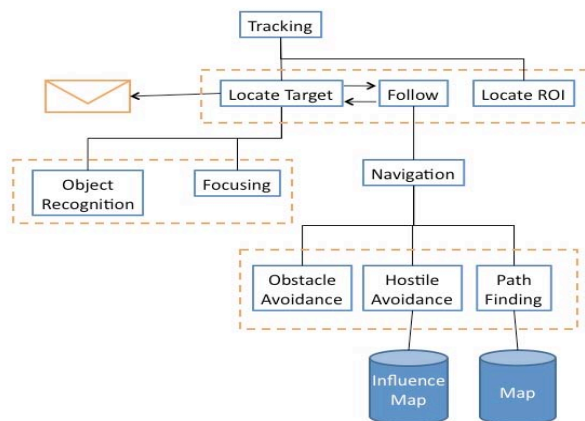 Tracking
Locate Target
Follow
Locate ROI
Object
Recognition
Focusing
Navigation
Obstacle
Avoidance
Hostile
Avoidance
Path
Finding
Influence
Map
Map